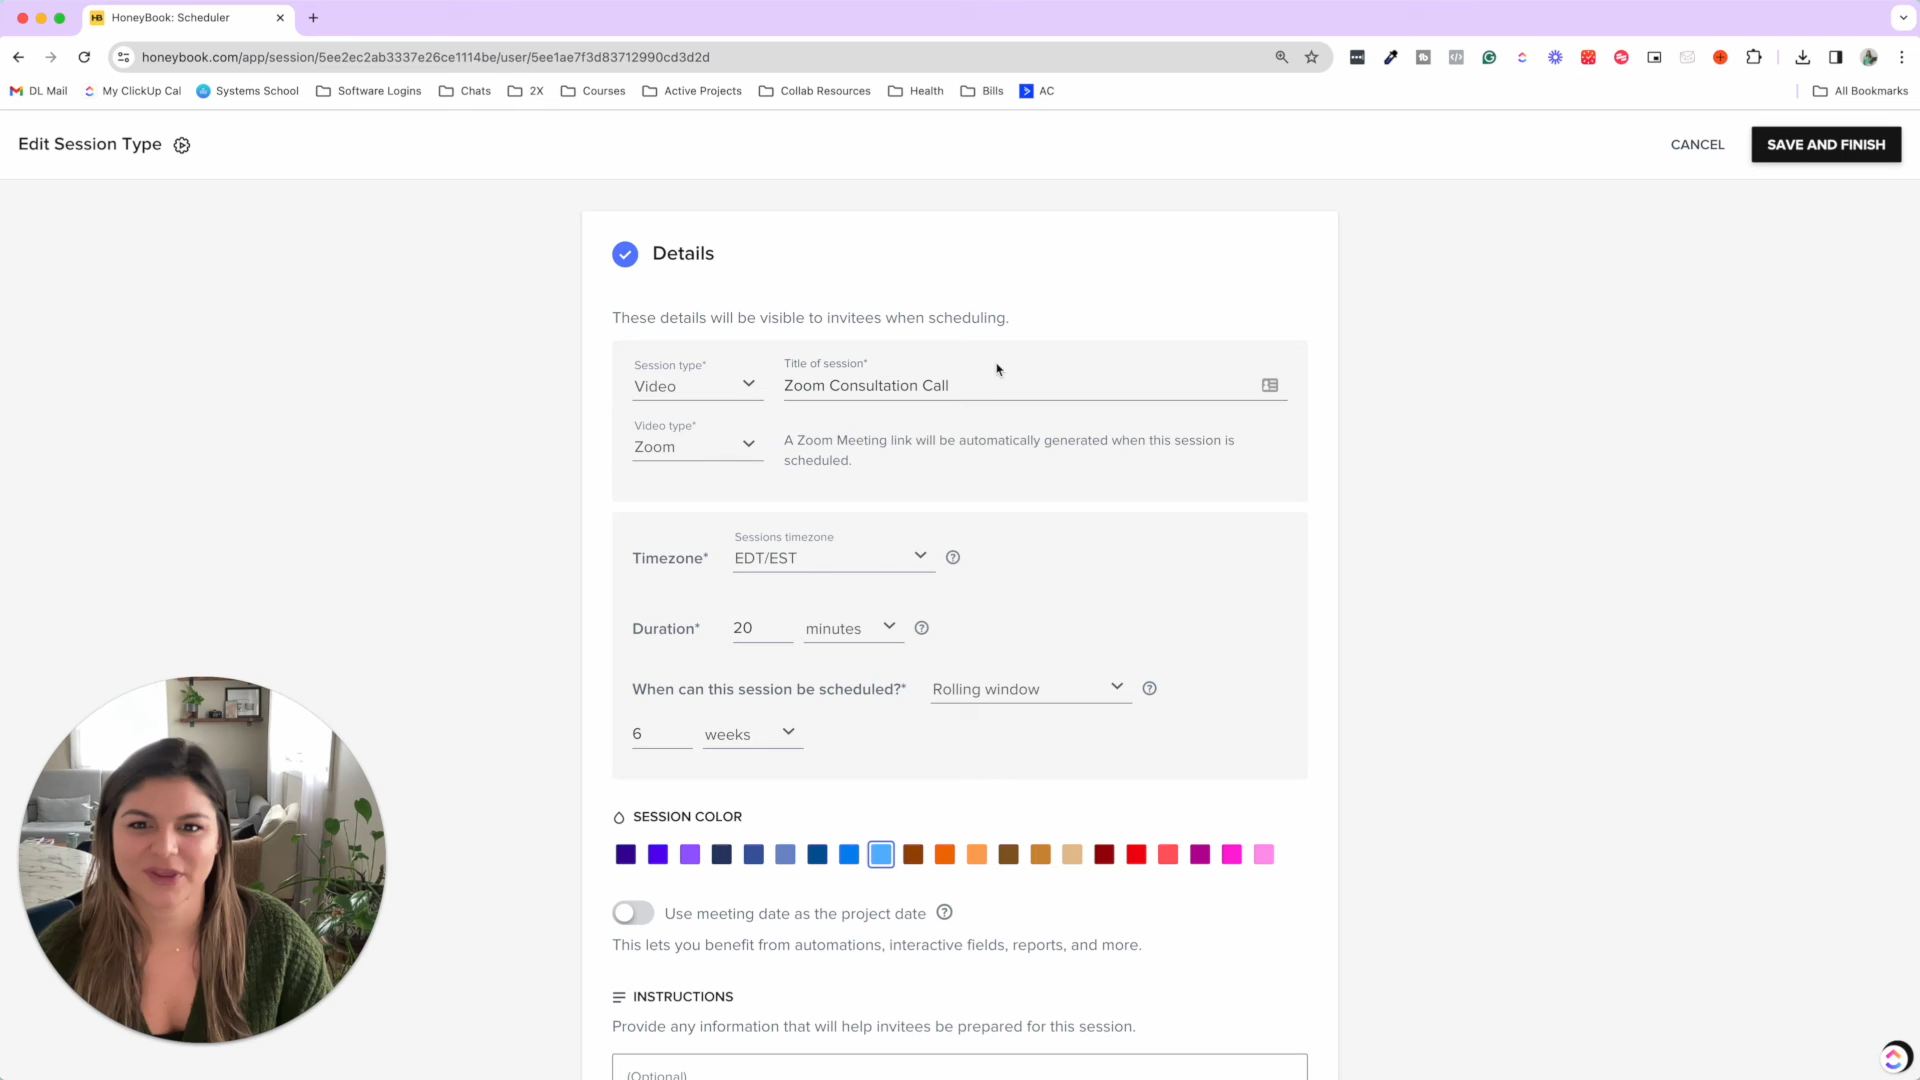 HoneyBook: Scheduler
honeybook.com/app/session/5ee2ec2ab3337e26ce1114be/user/5ee1ae7f3d83712990cd3d2d
DL Mail
My ClickUp Cal
Systems School
Software Logins
Chats
2X
Courses
Active Projects
Collab Resources
Health
Bills
AC
All Bookmarks
Edit Session Type
CANCEL
SAVE AND FINISH
Details
These details will be visible to invitees when scheduling.
Session type*
Video
Title of session*
Zoom Consultation Call
Video type*
Zoom
A Zoom Meeting link will be automatically generated when this session is
scheduled.
Timezone*
Sessions timezone
EDT/EST
Duration*
20
minutes
When can this session be scheduled?*
Rolling window
6
weeks
SESSION COLOR
Use meeting date as the project date
This lets you benefit from automations, interactive fields, reports, and more.
INSTRUCTIONS
Provide any information that will help invitees be prepared for this session.
(Optional)